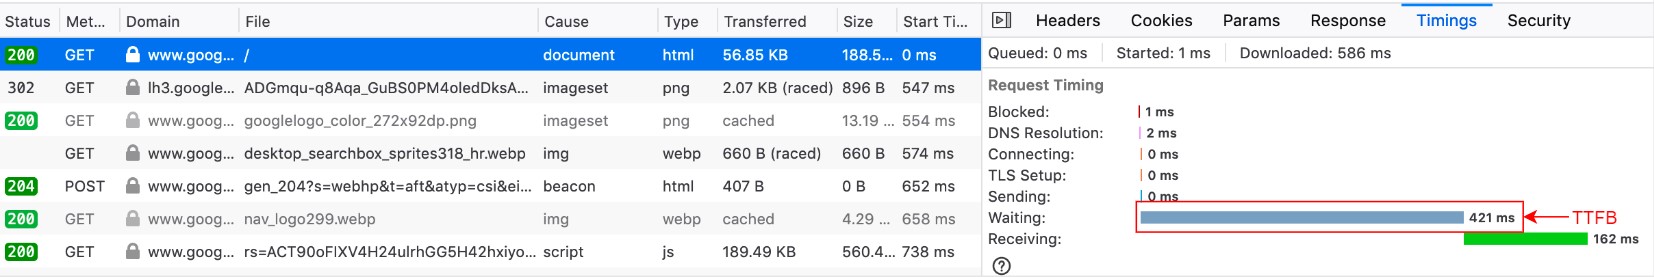 Status Met... Domain File Cause Type Transferred Size Start Ti... Headers Cookies Params Response Timings Security
200 GET www.goog... / document html 56.85 KB 188.5... 0 ms Queued: 0 ms Started: 1 ms Downloaded: 586 ms
302 GET lh3.google... ADGmqu-q8Aqa_GuBS0PM4oledDksA... imageset png 2.07 KB (raced) 896 B 547 ms
200 GET www.goog... googlelogo_color_272x92dp.png imageset png cached 13.19 ... 554 ms
GET www.goog... desktop_searchbox_sprites318_hr.webp img webp 660 B (raced) 660 B 574 ms
204 POST www.goog... gen_204?s=webhp&t=aft&atyp=csi&ei... beacon html 407 B 0 B 652 ms
200 GET www.goog... nav_logo299.webp img webp cached 4.29 ... 658 ms
200 GET www.goog... rs=ACT90oFIXV4H24ulrhGG5H42hxiyo... script js 189.49 KB 560.4... 738 ms
Request Timing
Blocked: 1 ms
DNS Resolution: 2 ms
Connecting: 0 ms
TLS Setup: 0 ms
Sending: 0 ms
Waiting: 421 ms TTFB
Receiving: 162 ms
?